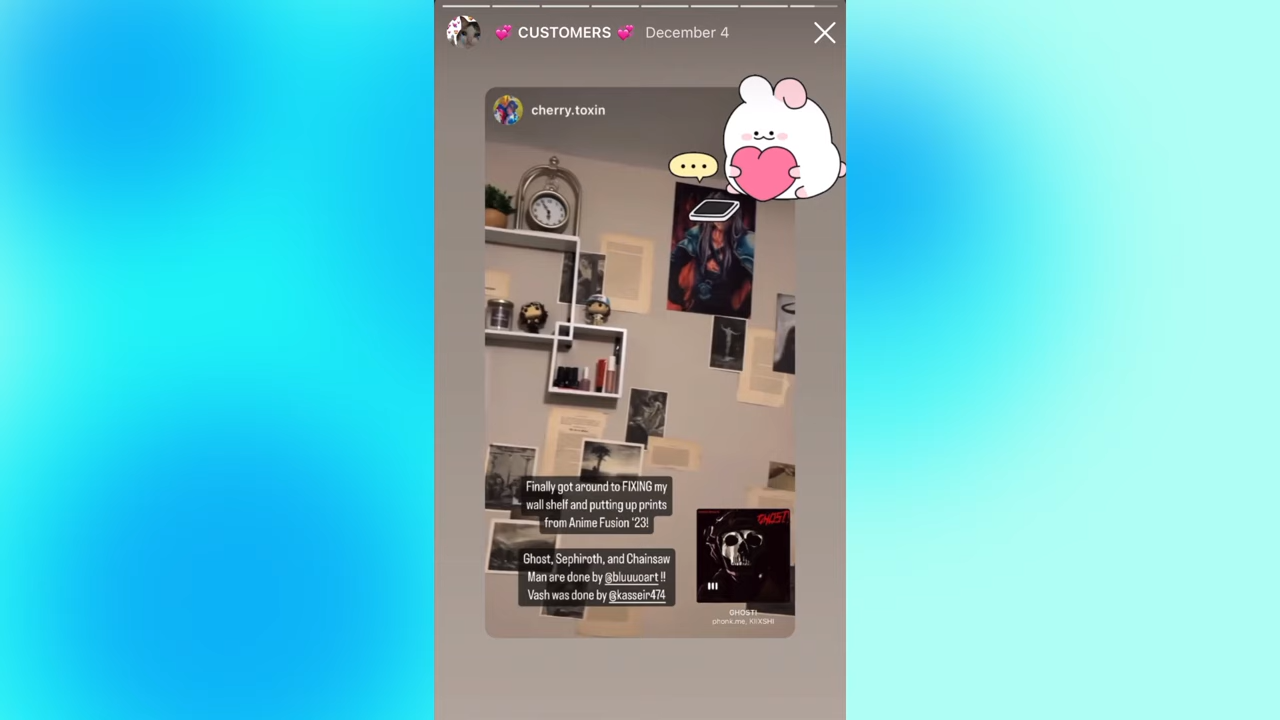 💕 CUSTOMERS 💕 December 4
cherry.toxin
Finally got around to FIXING my
wall shelf and putting up prints
from Anime Fusion '23!
Ghost, Sephiroth, and Chainsaw
Man are done by @bluuuoart !!
Vash was done by @kasseir474
GHOST!
GHOST!
phonk.me, KIIXSHI